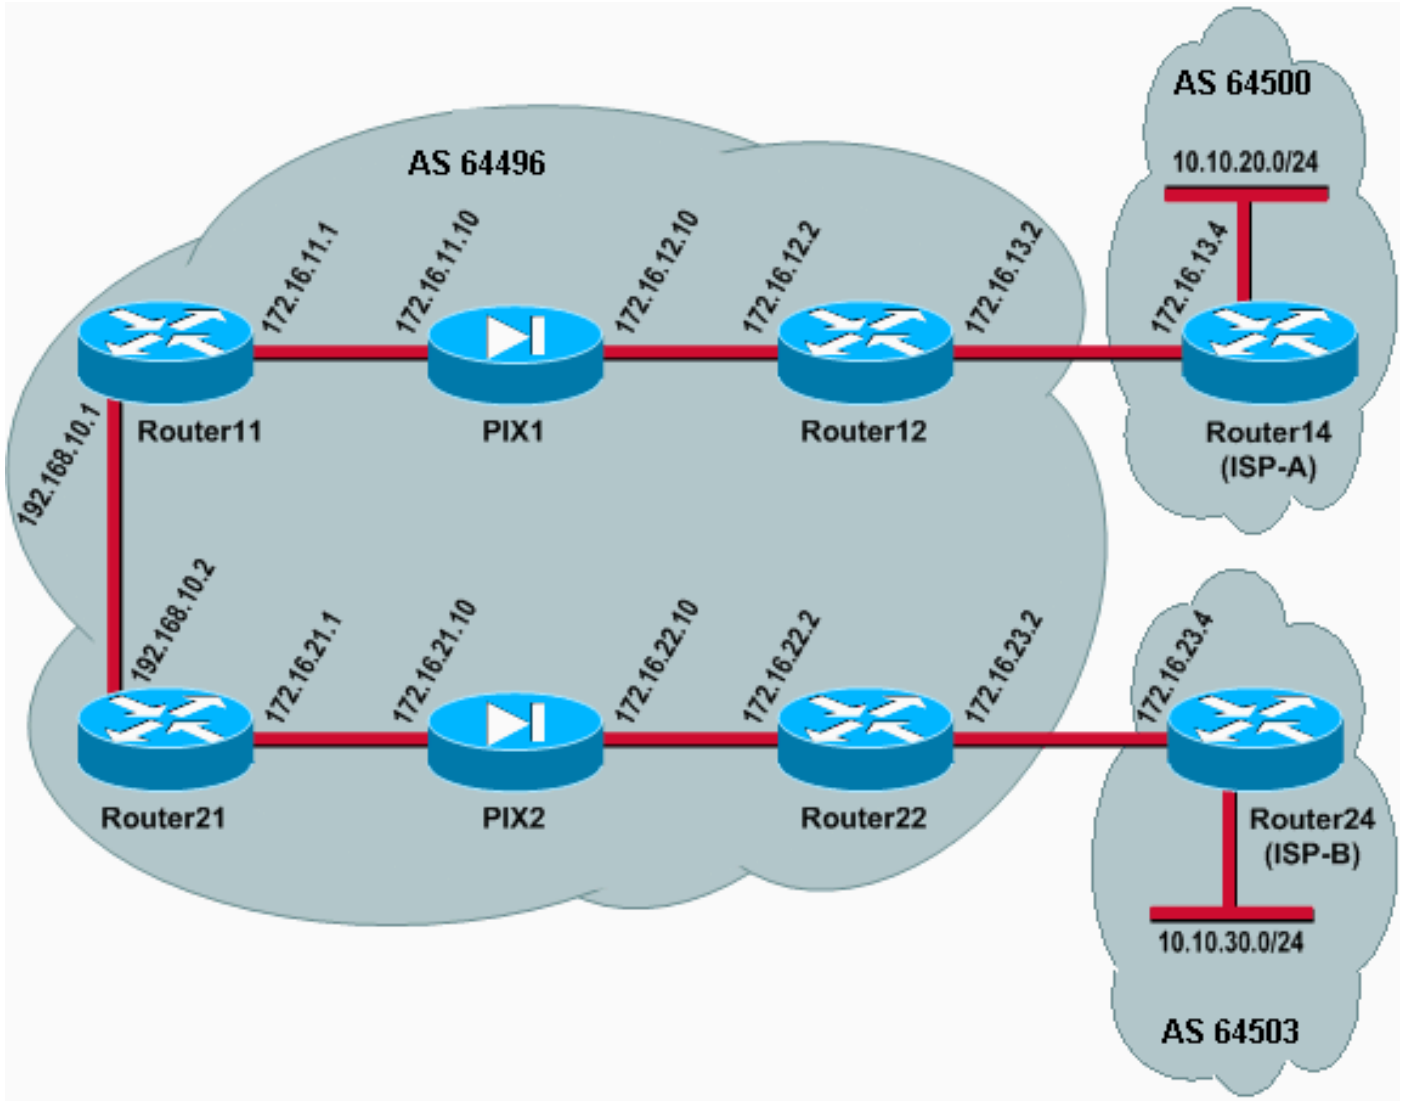 AS 64500
10.10.20.0/24
AS 64496
172.16.11.1
172.16.11.10
172.16.12.10
172.16.12.2
172.16.13.2
172.16.13.4
Router11
PIX1
Router12
Router14
(ISP-A)
192.168.10.1
192.168.10.2
172.16.21.1
172.16.21.10
172.16.22.10
172.16.22.2
172.16.23.2
172.16.23.4
Router21
PIX2
Router22
Router24
(ISP-B)
10.10.30.0/24
AS 64503